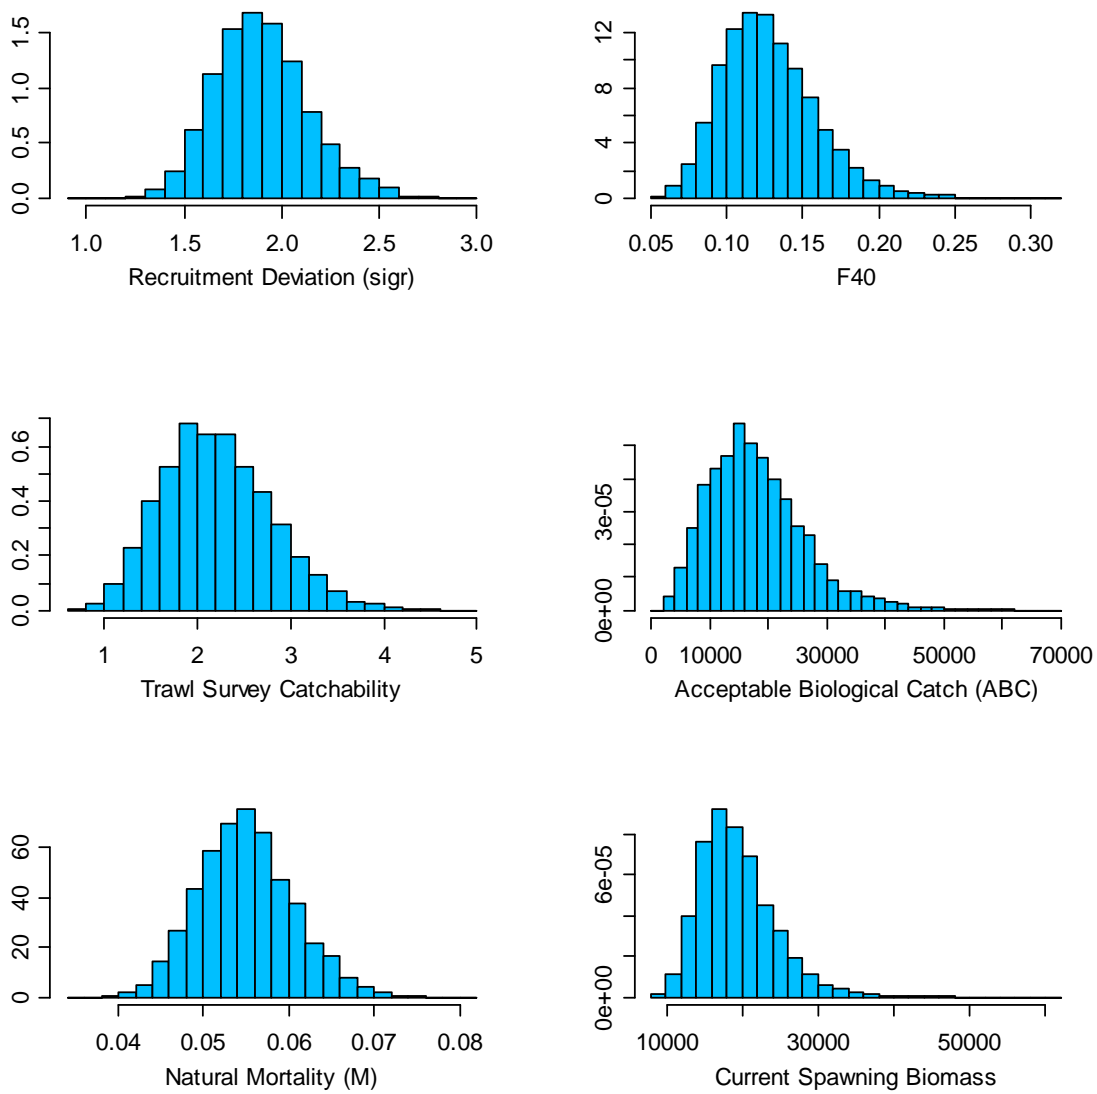 0.0 0.5 1.0 1.5
1.0 1.5 2.0 2.5 3.0
Recruitment Deviation (sigr)
0 4 8 12
0.05 0.10 0.15 0.20 0.25 0.30
F40
0.0 0.2 0.4 0.6
1 2 3 4 5
Trawl Survey Catchability
0e+00 3e-05
0 10000 30000 50000 70000
Acceptable Biological Catch (ABC)
0 20 40 60
0.04 0.05 0.06 0.07 0.08
Natural Mortality (M)
0e+00 6e-05
10000 30000 50000
Current Spawning Biomass